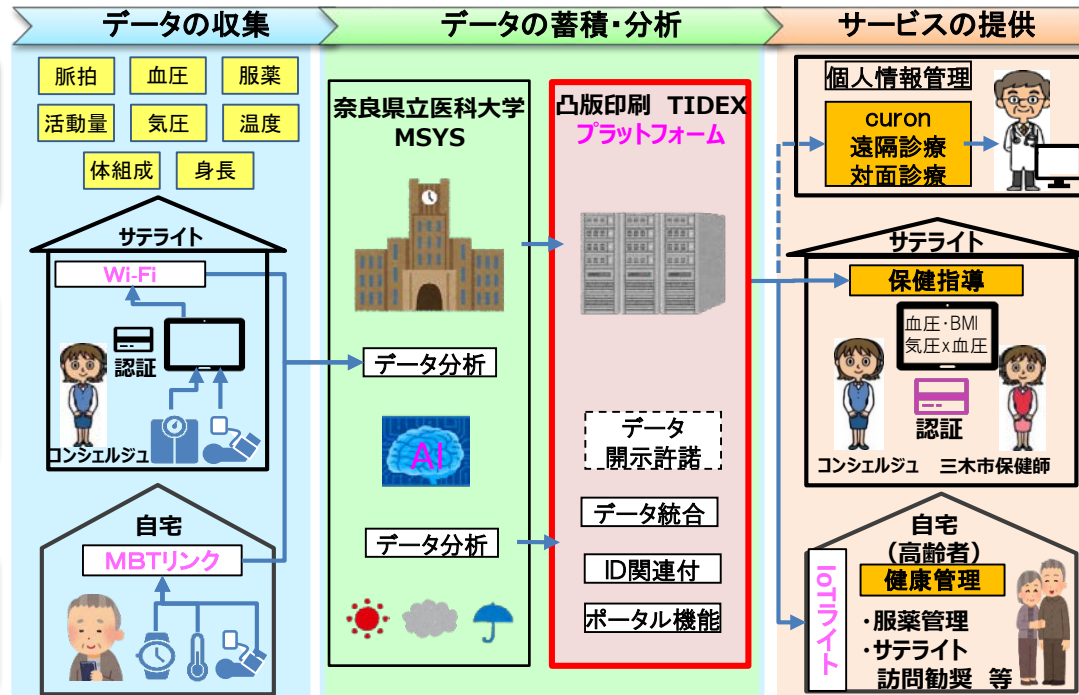 データの収集
データの蓄積・分析
サービスの提供
脈拍
血圧
服薬
活動量
気圧
温度
体組成
身長
サテライト
Wi-Fi
認証
コンシェルジュ
自宅
MBTリンク
奈良県立医科大学
MSYS
データ分析
AI
データ分析
凸版印刷 TIDEX
プラットフォーム
データ
開示許諾
データ統合
ID関連付
ポータル機能
個人情報管理
curon
遠隔診療
対面診療
サテライト
保健指導
血圧・BMI
気圧x血圧
認証
コンシェルジュ 三木市保健師
自宅
(高齢者)
IoTライト
健康管理
・服薬管理
・サテライト
訪問勧奨 等